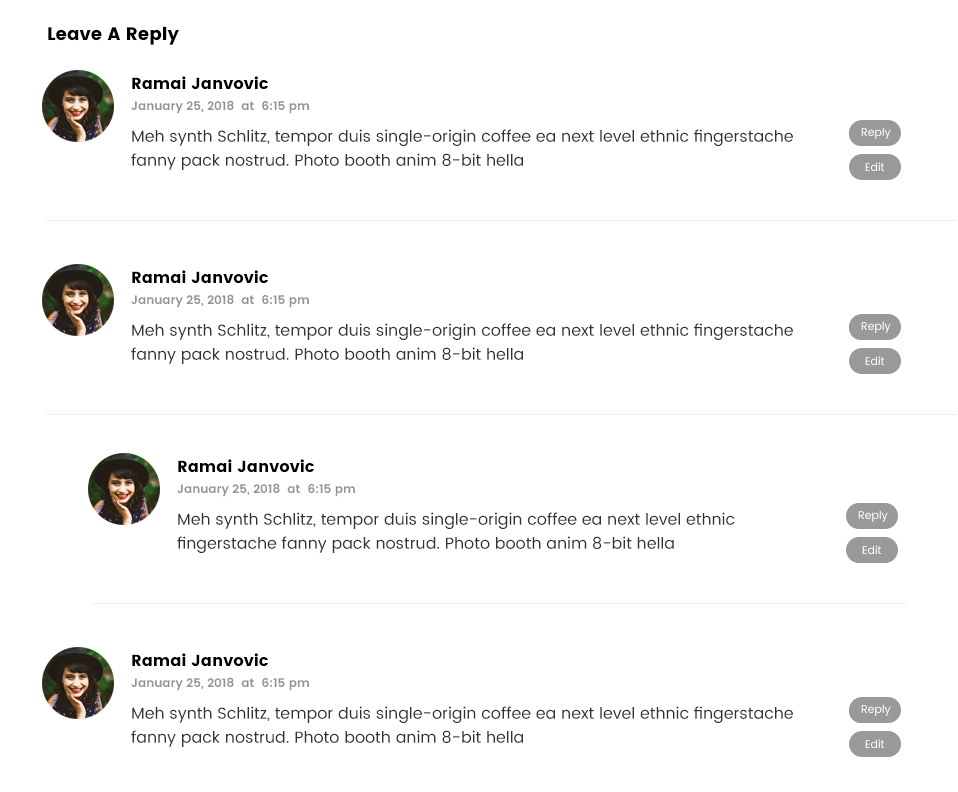 Leave A Reply
Ramai Janvovic
January 25, 2018 at 6:15 pm
Meh synth Schlitz, tempor duis single-origin coffee ea next level ethnic fingerstache
fanny pack nostrud. Photo booth anim 8-bit hella
Reply
Edit
Ramai Janvovic
January 25, 2018 at 6:15 pm
Meh synth Schlitz, tempor duis single-origin coffee ea next level ethnic fingerstache
fanny pack nostrud. Photo booth anim 8-bit hella
Reply
Edit
Ramai Janvovic
January 25, 2018 at 6:15 pm
Meh synth Schlitz, tempor duis single-origin coffee ea next level ethnic
fingerstache fanny pack nostrud. Photo booth anim 8-bit hella
Reply
Edit
Ramai Janvovic
January 25, 2018 at 6:15 pm
Meh synth Schlitz, tempor duis single-origin coffee ea next level ethnic fingerstache
fanny pack nostrud. Photo booth anim 8-bit hella
Reply
Edit